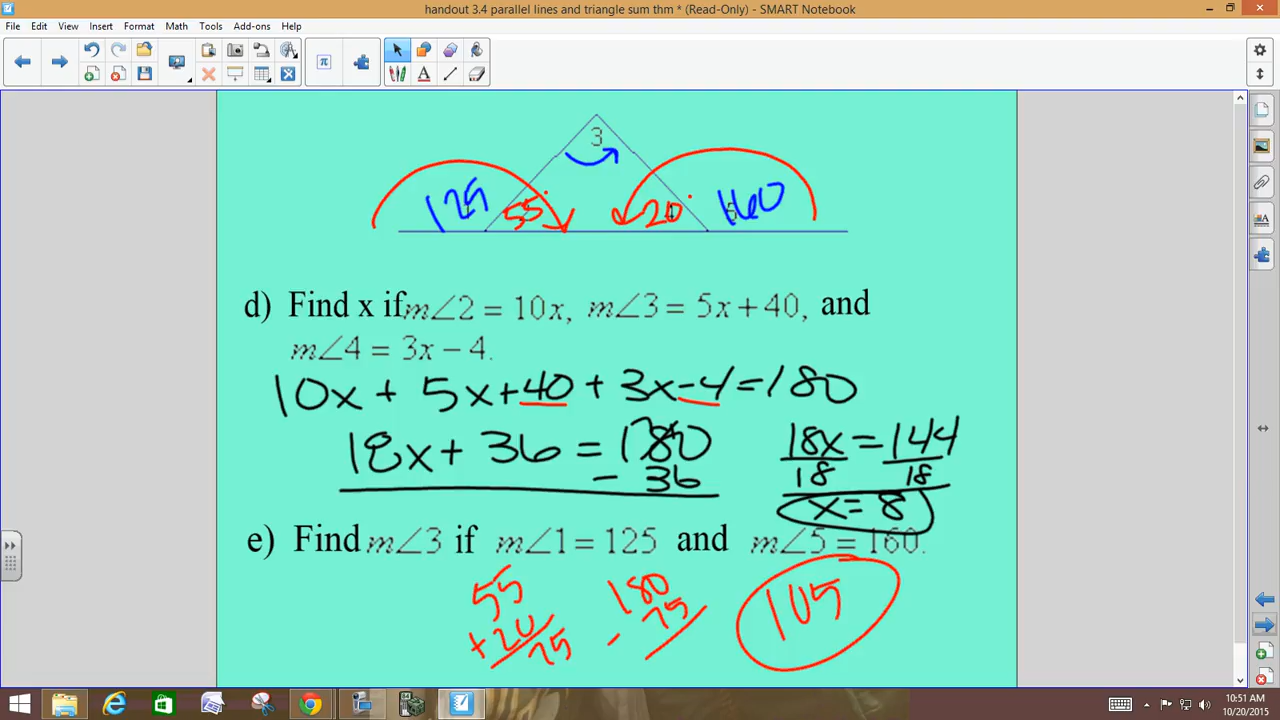 handout 3.4 parallel lines and triangle sum thm * (Read-Only) - SMART Notebook
File Edit View Insert Format Math Tools Add-ons Help
3
125 55 20 160
d) Find x if m∠2 = 10x, m∠3 = 5x + 40, and
m∠4 = 3x − 4.
10x + 5x + 40 + 3x − 4 = 180
18x + 36 = 180
− 36
18x = 144
18 18
x = 8
e) Find m∠3 if m∠1 = 125 and m∠5 = 160.
55
+20
75
180
− 75
105
10:51 AM
10/20/2015